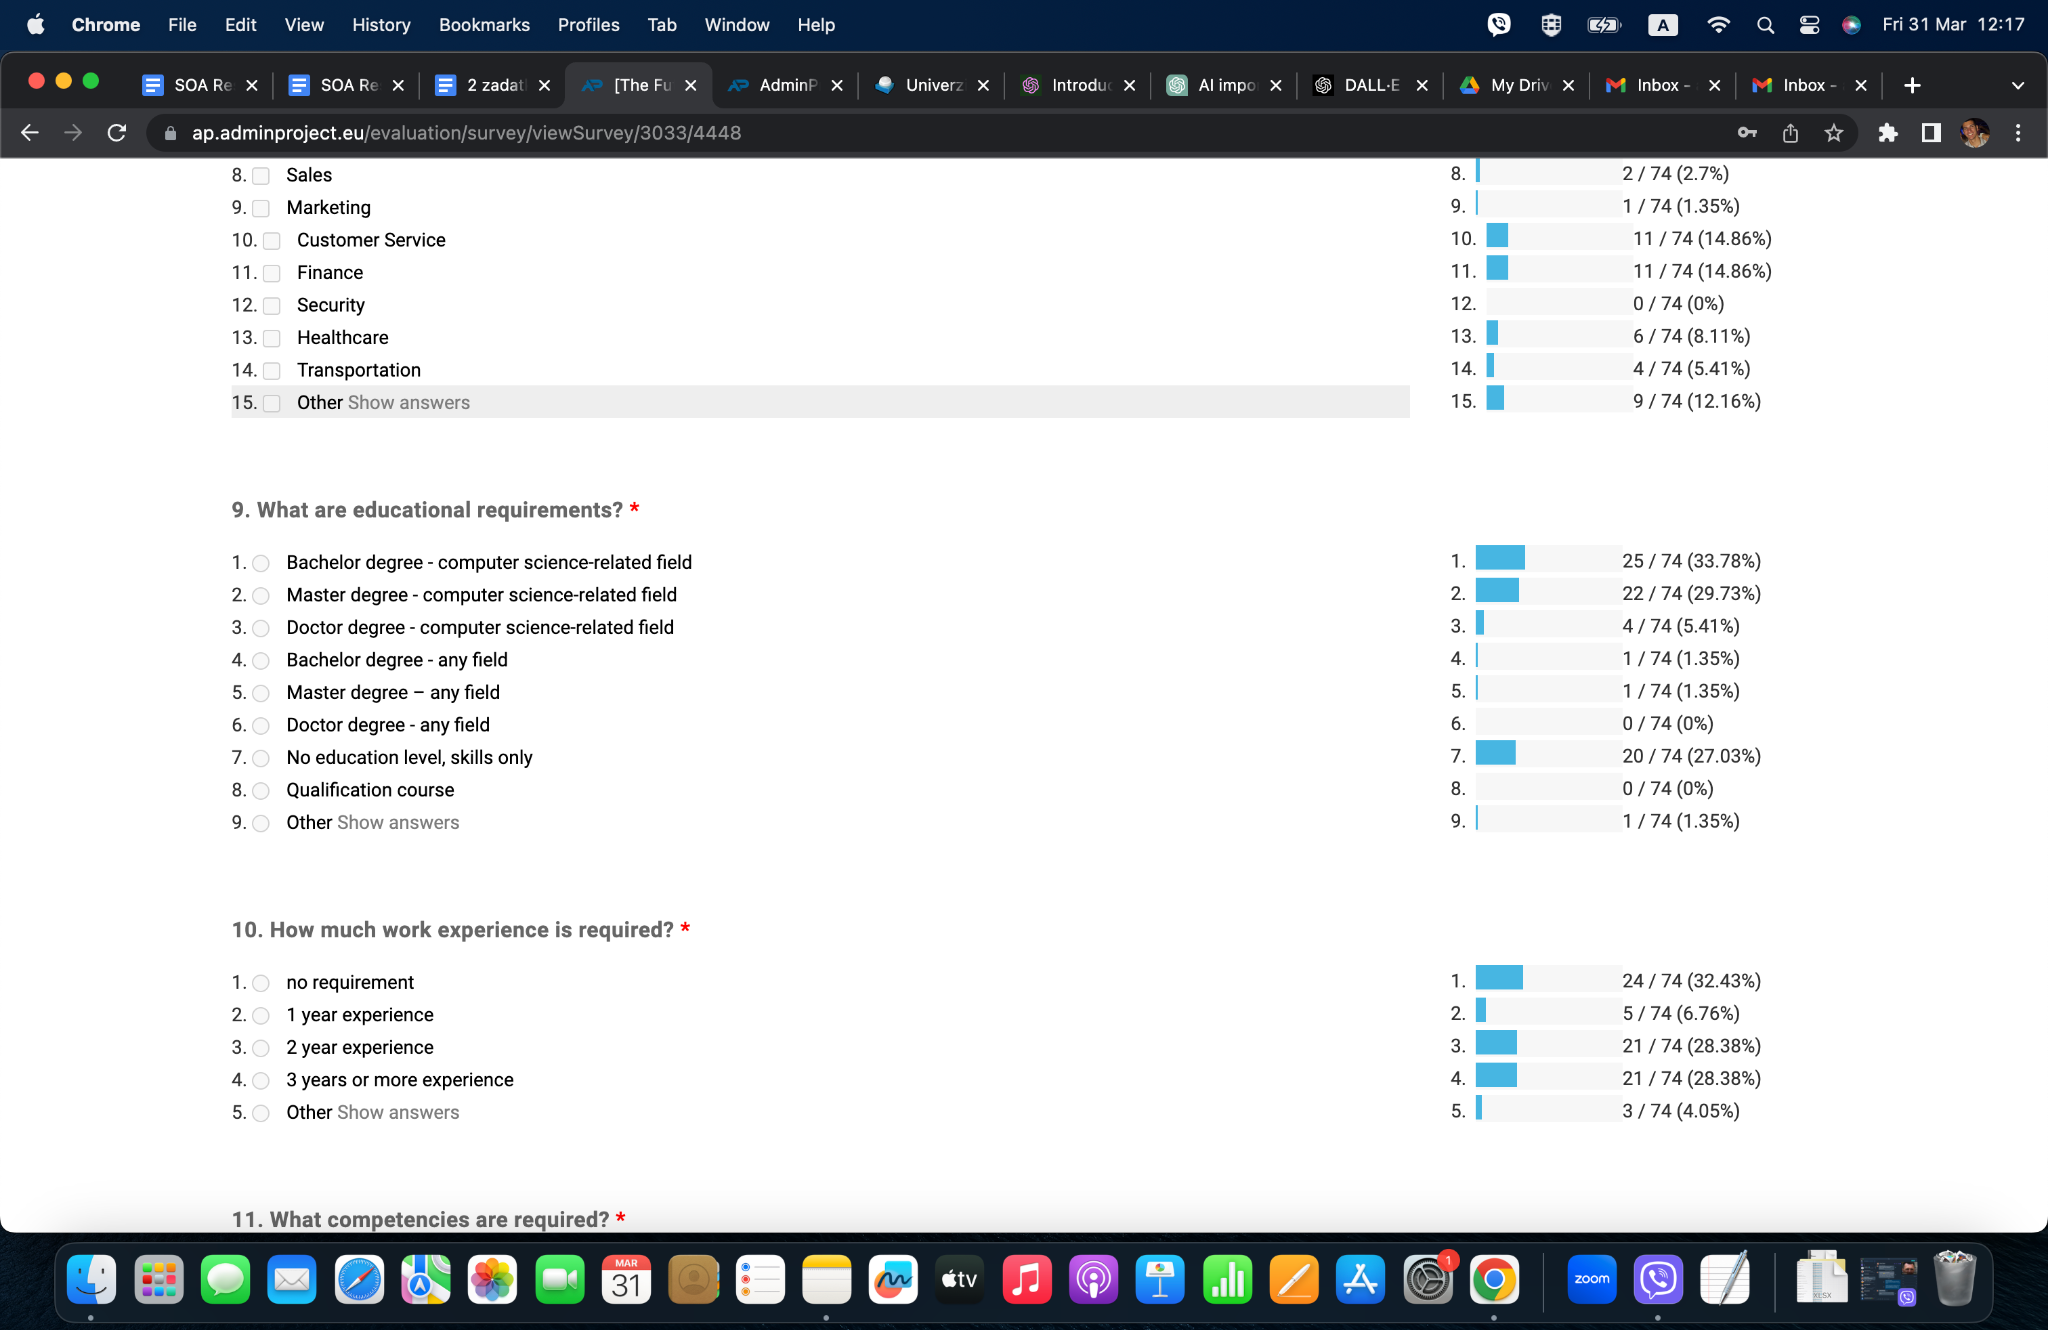 Chrome File Edit View History Bookmarks Profiles Tab Window Help A Fri 31 Mar 12:17
SOA Re SOA Re 2 zadat [The Fu AdminP Univerz Introduc AI impo DALL·E My Driv Inbox - Inbox -
ap.adminproject.eu/evaluation/survey/viewSurvey/3033/4448
8. Sales 8. 2 / 74 (2.7%)
9. Marketing 9. 1 / 74 (1.35%)
10. Customer Service 10. 11 / 74 (14.86%)
11. Finance 11. 11 / 74 (14.86%)
12. Security 12. 0 / 74 (0%)
13. Healthcare 13. 6 / 74 (8.11%)
14. Transportation 14. 4 / 74 (5.41%)
15. Other Show answers 15. 9 / 74 (12.16%)
9. What are educational requirements? *
1. Bachelor degree - computer science-related field 1. 25 / 74 (33.78%)
2. Master degree - computer science-related field 2. 22 / 74 (29.73%)
3. Doctor degree - computer science-related field 3. 4 / 74 (5.41%)
4. Bachelor degree - any field 4. 1 / 74 (1.35%)
5. Master degree – any field 5. 1 / 74 (1.35%)
6. Doctor degree - any field 6. 0 / 74 (0%)
7. No education level, skills only 7. 20 / 74 (27.03%)
8. Qualification course 8. 0 / 74 (0%)
9. Other Show answers 9. 1 / 74 (1.35%)
10. How much work experience is required? *
1. no requirement 1. 24 / 74 (32.43%)
2. 1 year experience 2. 5 / 74 (6.76%)
3. 2 year experience 3. 21 / 74 (28.38%)
4. 3 years or more experience 4. 21 / 74 (28.38%)
5. Other Show answers 5. 3 / 74 (4.05%)
11. What competencies are required? *
MAR
31
tv
1
zoom
XLSX